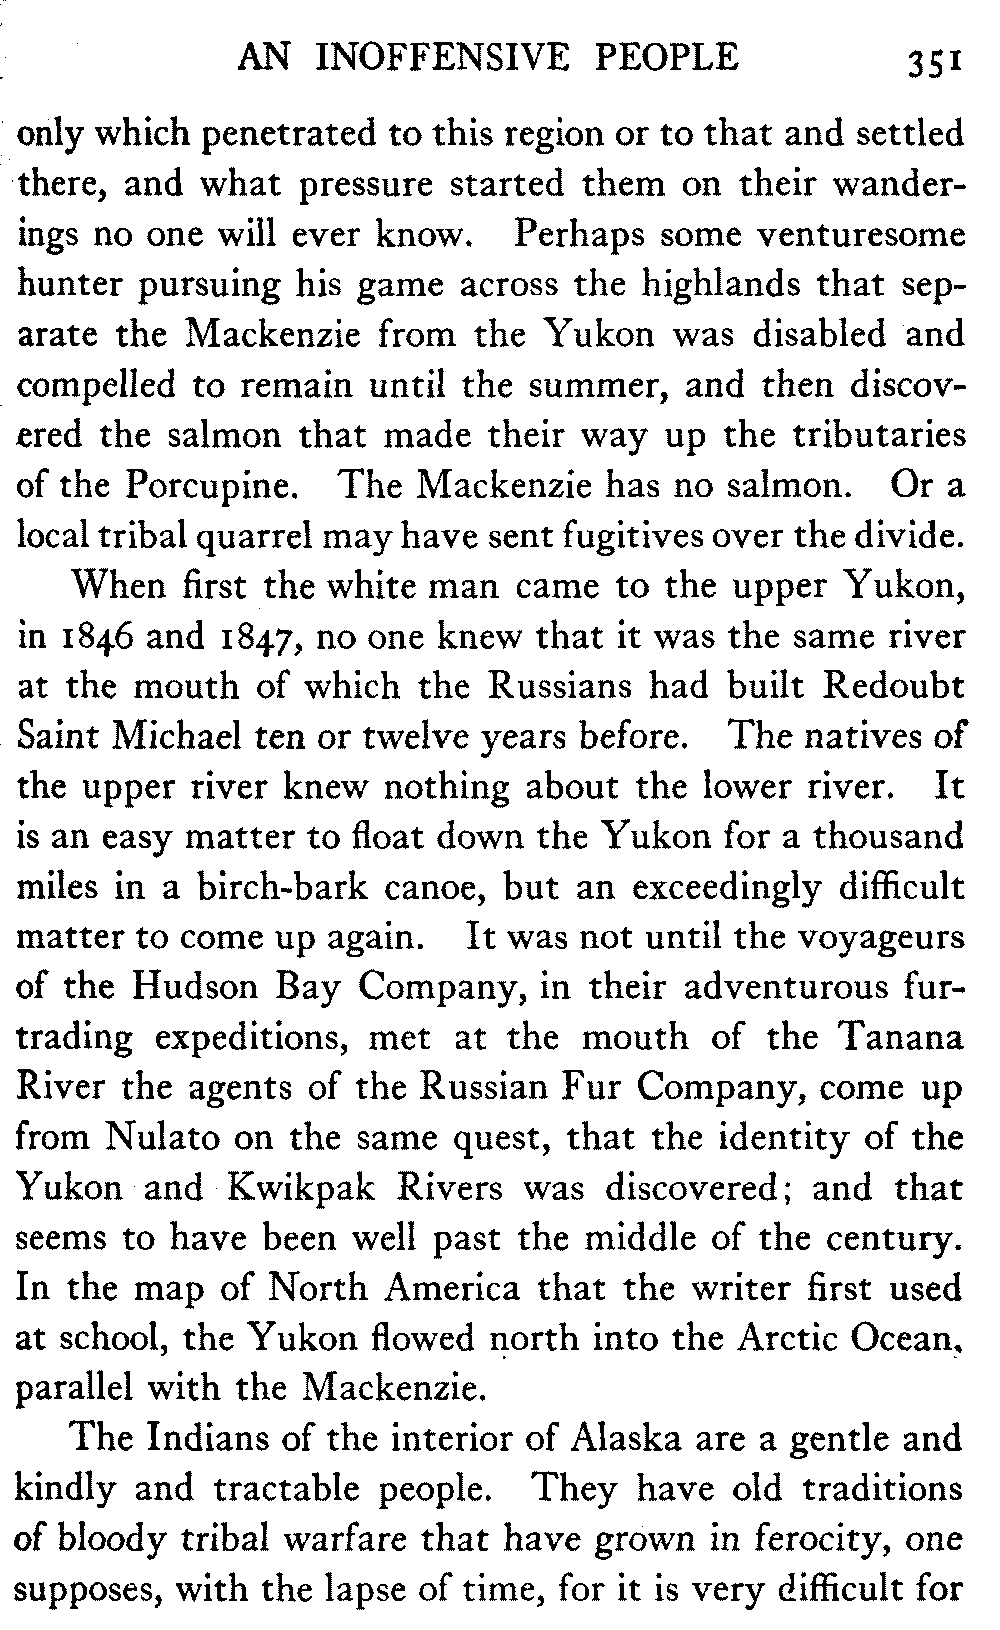 AN INOFFENSIVE PEOPLE 351
only which penetrated to this region or to that and settled
there, and what pressure started them on their wander-
ings no one will ever know. Perhaps some venturesome
hunter pursuing his game across the highlands that sep-
arate the Mackenzie from the Yukon was disabled and
compelled to remain until the summer, and then discov-
ered the salmon that made their way up the tributaries
of the Porcupine. The Mackenzie has no salmon. Or a
local tribal quarrel may have sent fugitives over the divide.
When first the white man came to the upper Yukon,
in 1846 and 1847, no one knew that it was the same river
at the mouth of which the Russians had built Redoubt
Saint Michael ten or twelve years before. The natives of
the upper river knew nothing about the lower river. It
is an easy matter to float down the Yukon for a thousand
miles in a birch-bark canoe, but an exceedingly difficult
matter to come up again. It was not until the voyageurs
of the Hudson Bay Company, in their adventurous fur-
trading expeditions, met at the mouth of the Tanana
River the agents of the Russian Fur Company, come up
from Nulato on the same quest, that the identity of the
Yukon and Kwikpak Rivers was discovered; and that
seems to have been well past the middle of the century.
In the map of North America that the writer first used
at school, the Yukon flowed north into the Arctic Ocean,
parallel with the Mackenzie.
The Indians of the interior of Alaska are a gentle and
kindly and tractable people. They have old traditions
of bloody tribal warfare that have grown in ferocity, one
supposes, with the lapse of time, for it is very difficult for